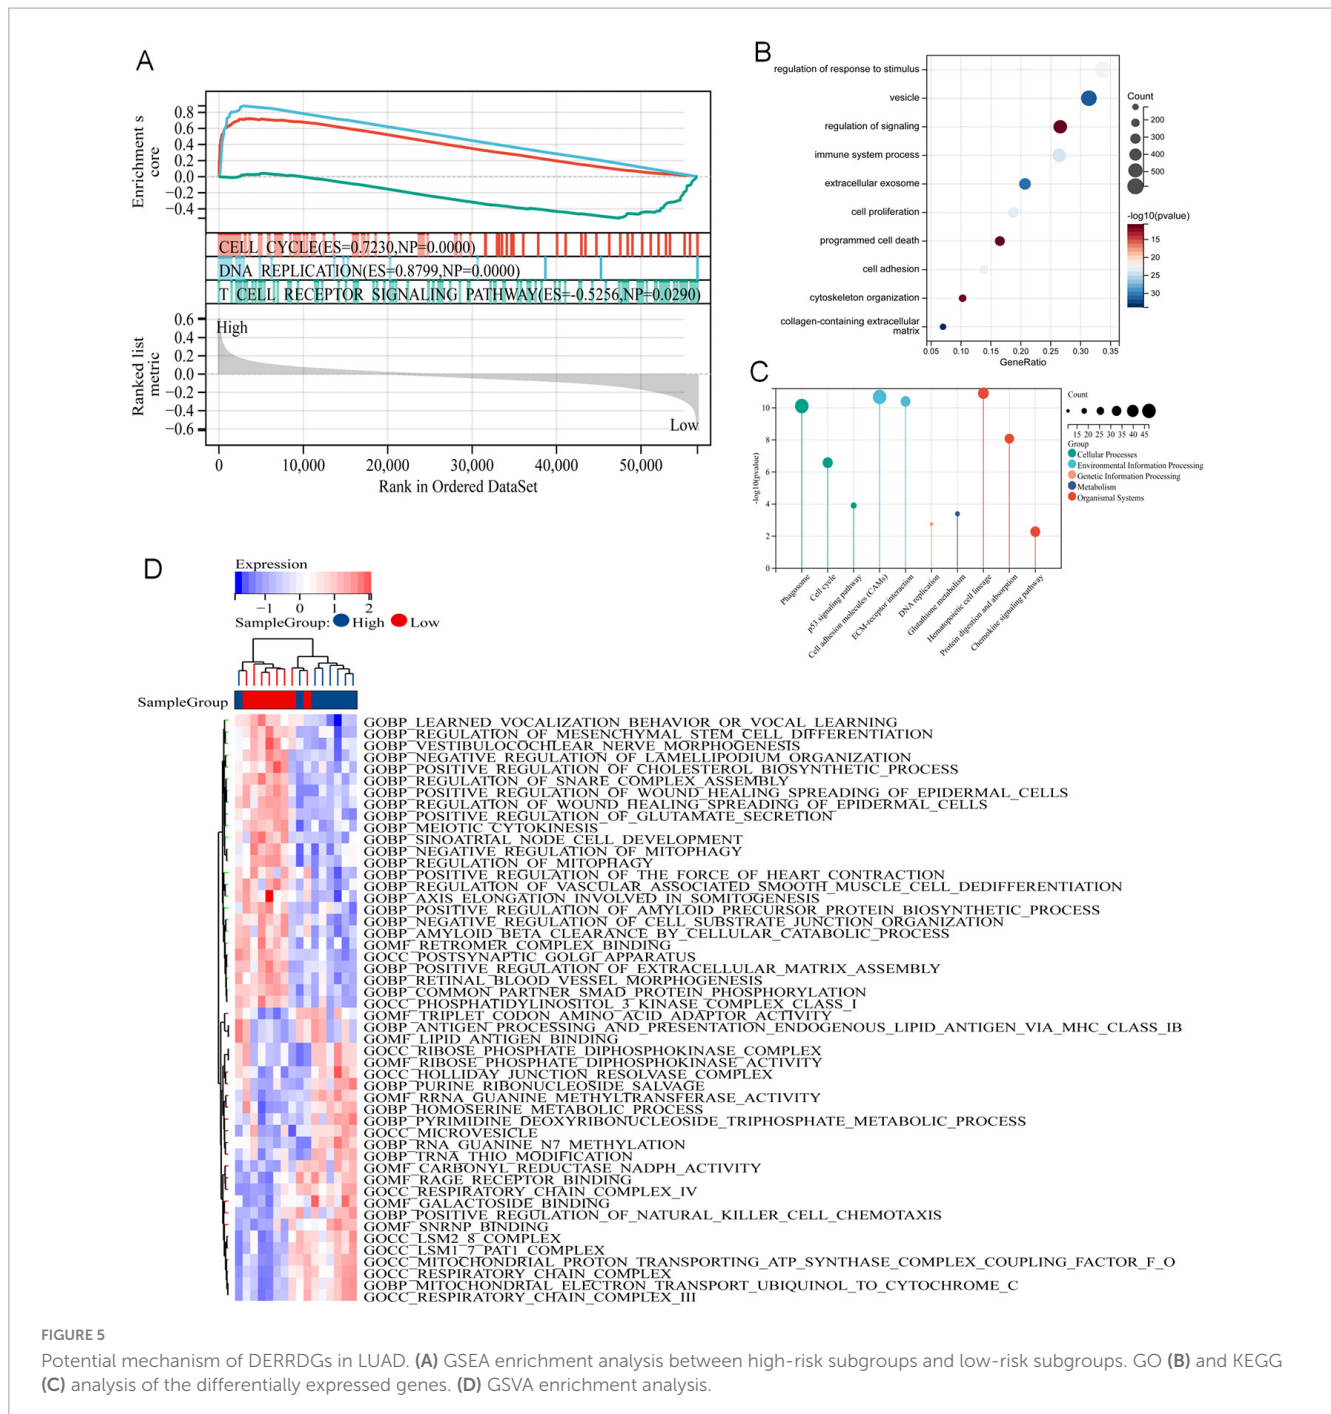 A
Enrichment s
core
0.8
0.6
0.4
0.2
0.0
−0.2
−0.4
CELL CYCLE(ES=0.7230,NP=0.0000)
DNA REPLICATION(ES=0.8799,NP=0.0000)
T CELL RECEPTOR SIGNALING PATHWAY(ES=-0.5256,NP=0.0290)
Ranked list
metric
0.6
0.4
0.2
0.0
−0.2
−0.4
−0.6
High
Low
0 10,000 20,000 30,000 40,000 50,000
Rank in Ordered DataSet
B
regulation of response to stimulus
vesicle
regulation of signaling
immune system process
extracellular exosome
cell proliferation
programmed cell death
cell adhesion
cytoskeleton organization
collagen-containing extracellular
matrix
0.05 0.10 0.15 0.20 0.25 0.30 0.35
GeneRatio
Count
200
300
400
500
-log10(pvalue)
10
15
20
25
30
C
-log10(pvalue)
10
8
6
4
2
0
Phagosome
Cell cycle
p53 signaling pathway
Cell adhesion molecules (CAMs)
ECM-receptor interaction
DNA replication
Glutathione metabolism
Hematopoietic cell lineage
Protein digestion and absorption
Chemokine signaling pathway
Count
15 20 25 30 35 40 45
Group
Cellular Processes
Environmental Information Processing
Genetic Information Processing
Metabolism
Organismal Systems
D
Expression
−1 0 1 2
SampleGroup: High Low
SampleGroup
GOBP_LEARNED_VOCALIZATION_BEHAVIOR_OR_VOCAL_LEARNING
GOBP_REGULATION_OF_MESENCHYMAL_STEM_CELL_DIFFERENTIATION
GOBP_VESTIBULOCOCHLEAR_NERVE_MORPHOGENESIS
GOBP_NEGATIVE_REGULATION_OF_LAMELLIPODIUM_ORGANIZATION
GOBP_POSITIVE_REGULATION_OF_CHOLESTEROL_BIOSYNTHETIC_PROCESS
GOBP_REGULATION_OF_SNARE_COMPLEX_ASSEMBLY
GOBP_POSITIVE_REGULATION_OF_WOUND_HEALING_SPREADING_OF_EPIDERMAL_CELLS
GOBP_REGULATION_OF_WOUND_HEALING_SPREADING_OF_EPIDERMAL_CELLS
GOBP_POSITIVE_REGULATION_OF_GLUTAMATE_SECRETION
GOBP_MEIOTIC_CYTOKINESIS
GOBP_SINOATRIAL_NODE_CELL_DEVELOPMENT
GOBP_NEGATIVE_REGULATION_OF_MITOPHAGY
GOBP_REGULATION_OF_MITOPHAGY
GOBP_POSITIVE_REGULATION_OF_THE_FORCE_OF_HEART_CONTRACTION
GOBP_REGULATION_OF_VASCULAR_ASSOCIATED_SMOOTH_MUSCLE_CELL_DEDIFFERENTIATION
GOBP_AXIS_ELONGATION_INVOLVED_IN_SOMITOGENESIS
GOBP_POSITIVE_REGULATION_OF_AMYLOID_PRECURSOR_PROTEIN_BIOSYNTHETIC_PROCESS
GOBP_NEGATIVE_REGULATION_OF_CELL_SUBSTRATE_JUNCTION_ORGANIZATION
GOBP_AMYLOID_BETA_CLEARANCE_BY_CELLULAR_CATABOLIC_PROCESS
GOMF_RETROMER_COMPLEX_BINDING
GOCC_POSTSYNAPTIC_GOLGI_APPARATUS
GOBP_POSITIVE_REGULATION_OF_EXTRACELLULAR_MATRIX_ASSEMBLY
GOBP_RETINAL_BLOOD_VESSEL_MORPHOGENESIS
GOBP_COMMON_PARTNER_SMAD_PROTEIN_PHOSPHORYLATION
GOCC_PHOSPHATIDYLINOSITOL_3_KINASE_COMPLEX_CLASS_I
GOMF_TRIPLET_CODON_AMINO_ACID_ADAPTOR_ACTIVITY
GOBP_ANTIGEN_PROCESSING_AND_PRESENTATION_ENDOGENOUS_LIPID_ANTIGEN_VIA_MHC_CLASS_IB
GOMF_LIPID_ANTIGEN_BINDING
GOCC_RIBOSE_PHOSPHATE_DIPHOSPHOKINASE_COMPLEX
GOMF_RIBOSE_PHOSPHATE_DIPHOSPHOKINASE_ACTIVITY
GOCC_HOLLIDAY_JUNCTION_RESOLVASE_COMPLEX
GOBP_PURINE_RIBONUCLEOSIDE_SALVAGE
GOMF_RRNA_GUANINE_METHYLTRANSFERASE_ACTIVITY
GOBP_HOMOSERINE_METABOLIC_PROCESS
GOBP_PYRIMIDINE_DEOXYRIBONUCLEOSIDE_TRIPHOSPHATE_METABOLIC_PROCESS
GOCC_MICROVESICLE
GOBP_RNA_GUANINE_N7_METHYLATION
GOBP_TRNA_THIO_MODIFICATION
GOMF_CARBONYL_REDUCTASE_NADPH_ACTIVITY
GOMF_RAGE_RECEPTOR_BINDING
GOCC_RESPIRATORY_CHAIN_COMPLEX_IV
GOMF_GALACTOSIDE_BINDING
GOBP_POSITIVE_REGULATION_OF_NATURAL_KILLER_CELL_CHEMOTAXIS
GOMF_SNRNP_BINDING
GOCC_LSM2_8_COMPLEX
GOCC_LSM1_7_PAT1_COMPLEX
GOCC_MITOCHONDRIAL_PROTON_TRANSPORTING_ATP_SYNTHASE_COMPLEX_COUPLING_FACTOR_F_O
GOCC_RESPIRATORY_CHAIN_COMPLEX
GOBP_MITOCHONDRIAL_ELECTRON_TRANSPORT_UBIQUINOL_TO_CYTOCHROME_C
GOCC_RESPIRATORY_CHAIN_COMPLEX_III
FIGURE 5
Potential mechanism of DERRDGs in LUAD. (A) GSEA enrichment analysis between high-risk subgroups and low-risk subgroups. GO (B) and KEGG
(C) analysis of the differentially expressed genes. (D) GSVA enrichment analysis.